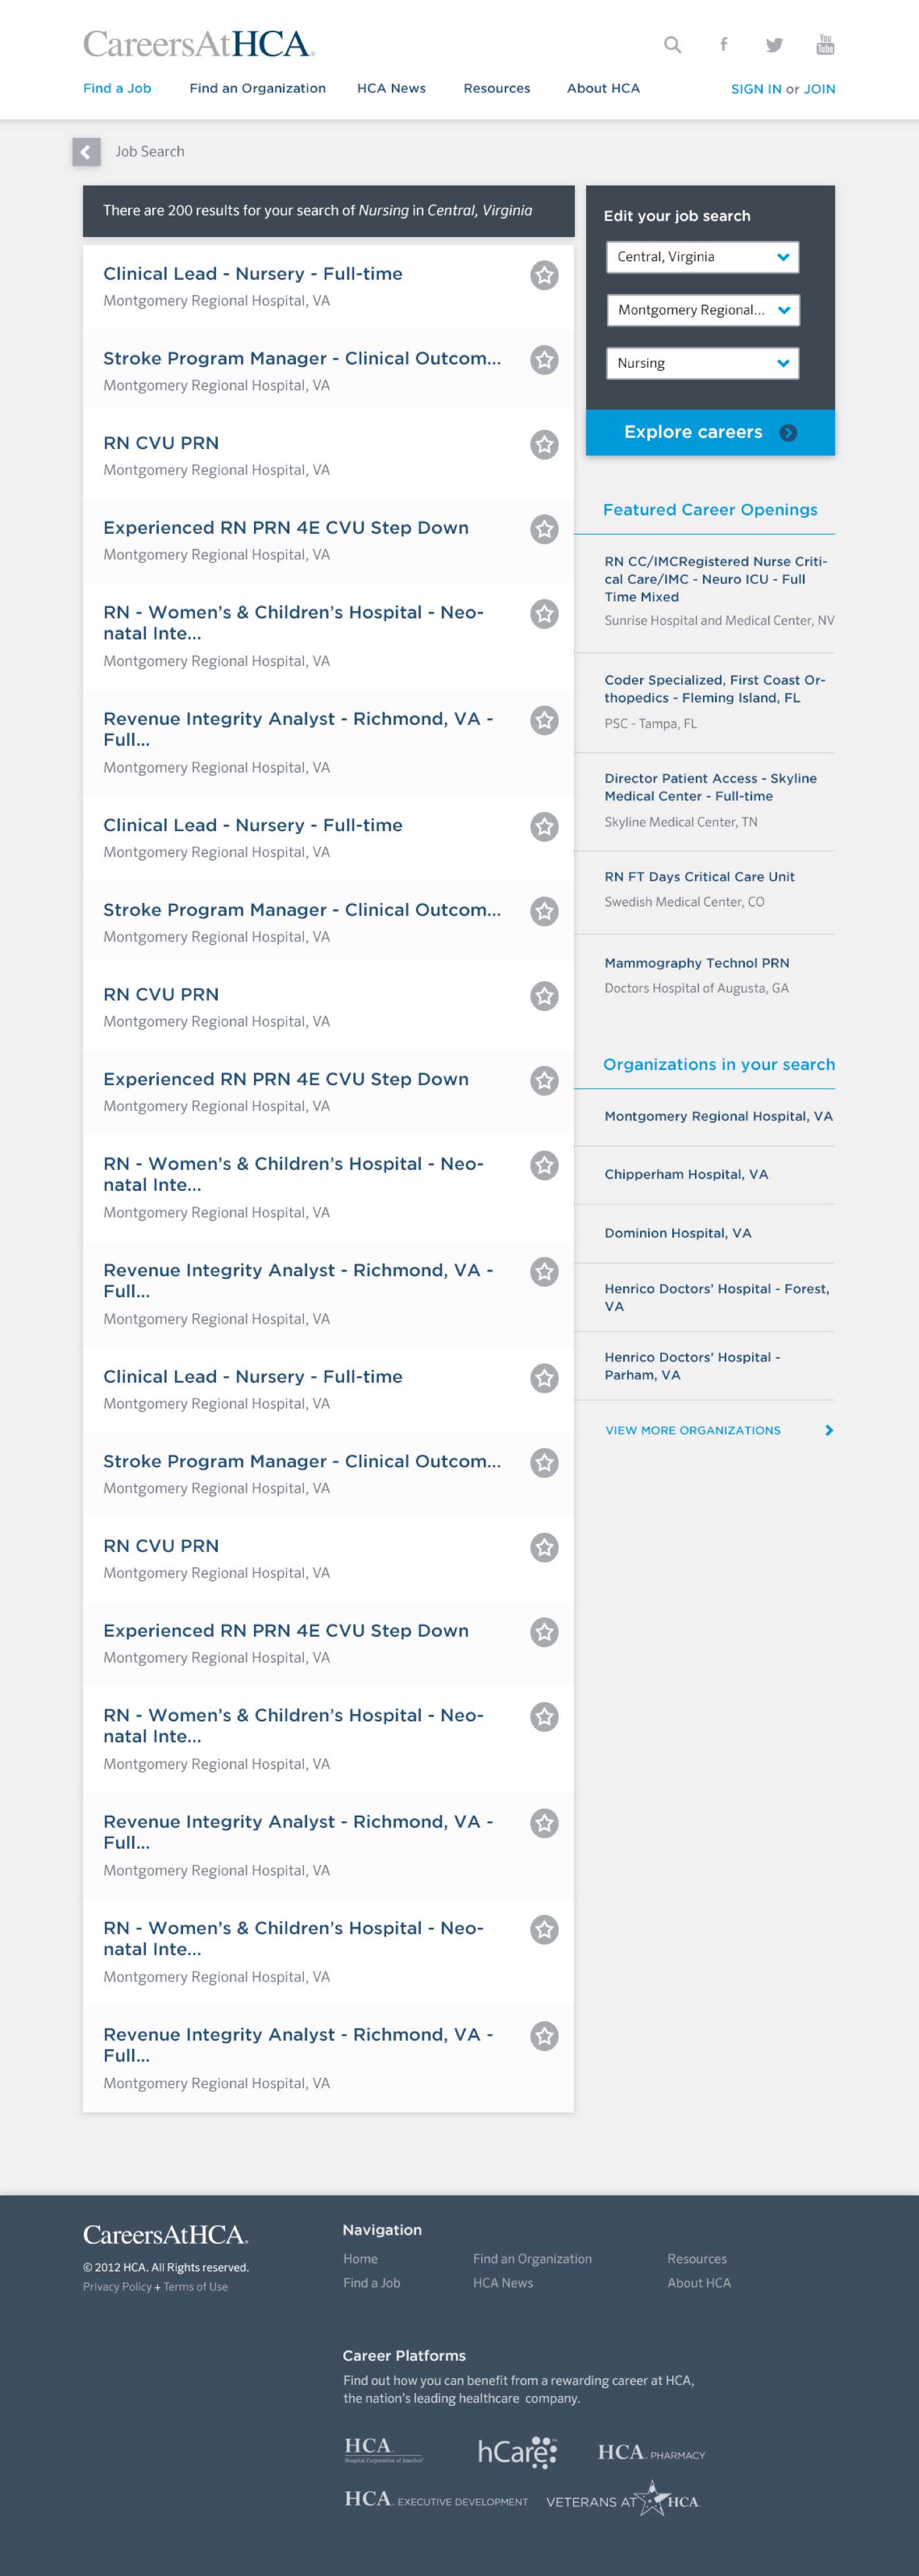 CareersAtHCA.
You
Tube
Find a Job
Find an Organization
HCA News
Resources
About HCA
SIGN IN or JOIN
Job Search
There are 200 results for your search of Nursing in Central, Virginia
Clinical Lead - Nursery - Full-time
Montgomery Regional Hospital, VA
Stroke Program Manager - Clinical Outcom...
Montgomery Regional Hospital, VA
RN CVU PRN
Montgomery Regional Hospital, VA
Experienced RN PRN 4E CVU Step Down
Montgomery Regional Hospital, VA
RN - Women's & Children's Hospital - Neo-
natal Inte...
Montgomery Regional Hospital, VA
Revenue Integrity Analyst - Richmond, VA -
Full...
Montgomery Regional Hospital, VA
Clinical Lead - Nursery - Full-time
Montgomery Regional Hospital, VA
Stroke Program Manager - Clinical Outcom...
Montgomery Regional Hospital, VA
RN CVU PRN
Montgomery Regional Hospital, VA
Experienced RN PRN 4E CVU Step Down
Montgomery Regional Hospital, VA
RN - Women's & Children's Hospital - Neo-
natal Inte...
Montgomery Regional Hospital, VA
Revenue Integrity Analyst - Richmond, VA -
Full...
Montgomery Regional Hospital, VA
Clinical Lead - Nursery - Full-time
Montgomery Regional Hospital, VA
Stroke Program Manager - Clinical Outcom...
Montgomery Regional Hospital, VA
RN CVU PRN
Montgomery Regional Hospital, VA
Experienced RN PRN 4E CVU Step Down
Montgomery Regional Hospital, VA
RN - Women's & Children's Hospital - Neo-
natal Inte...
Montgomery Regional Hospital, VA
Revenue Integrity Analyst - Richmond, VA -
Full...
Montgomery Regional Hospital, VA
RN - Women's & Children's Hospital - Neo-
natal Inte...
Montgomery Regional Hospital, VA
Revenue Integrity Analyst - Richmond, VA -
Full...
Montgomery Regional Hospital, VA
Edit your job search
Central, Virginia
Montgomery Regional...
Nursing
Explore careers
Featured Career Openings
RN CC/IMCRegistered Nurse Criti-
cal Care/IMC - Neuro ICU - Full
Time Mixed
Sunrise Hospital and Medical Center, NV
Coder Specialized, First Coast Or-
thopedics - Fleming Island, FL
PSC - Tampa, FL
Director Patient Access - Skyline
Medical Center - Full-time
Skyline Medical Center, TN
RN FT Days Critical Care Unit
Swedish Medical Center, CO
Mammography Technol PRN
Doctors Hospital of Augusta, GA
Organizations in your search
Montgomery Regional Hospital, VA
Chipperham Hospital, VA
Dominion Hospital, VA
Henrico Doctors' Hospital - Forest,
VA
Henrico Doctors' Hospital -
Parham, VA
VIEW MORE ORGANIZATIONS
CareersAtHCA.
© 2012 HCA. All Rights reserved.
Privacy Policy + Terms of Use
Navigation
Home
Find an Organization
Resources
Find a Job
HCA News
About HCA
Career Platforms
Find out how you can benefit from a rewarding career at HCA,
the nation's leading healthcare company.
HCA
Hospital Corporation of America
hCare
HCA. PHARMACY
HCA. EXECUTIVE DEVELOPMENT
VETERANS AT HCA